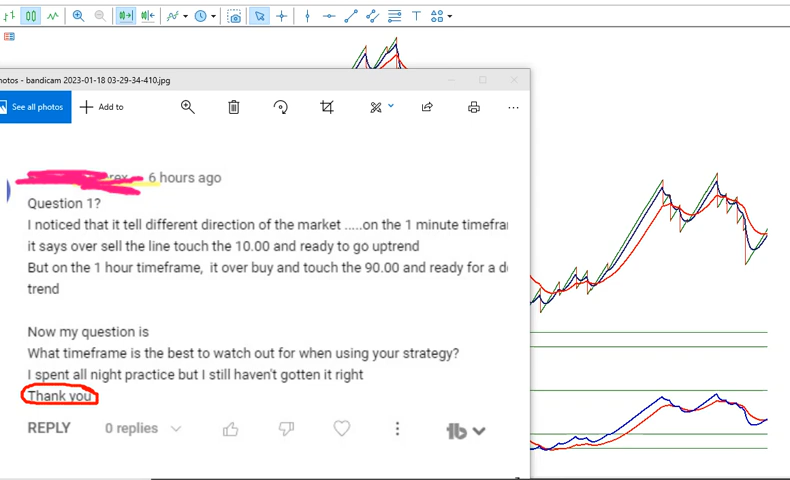 hotos - bandicam 2023-01-18 03-29-34-410.jpg
See all photos
Add to
rex
6 hours ago
Question 1?
I noticed that it tell different direction of the market .....on the 1 minute timefrar
it says over sell the line touch the 10.00 and ready to go uptrend
But on the 1 hour timeframe, it over buy and touch the 90.00 and ready for a d
trend
Now my question is
What timeframe is the best to watch out for when using your strategy?
I spent all night practice but I still haven't gotten it right
Thank you
REPLY
0 replies